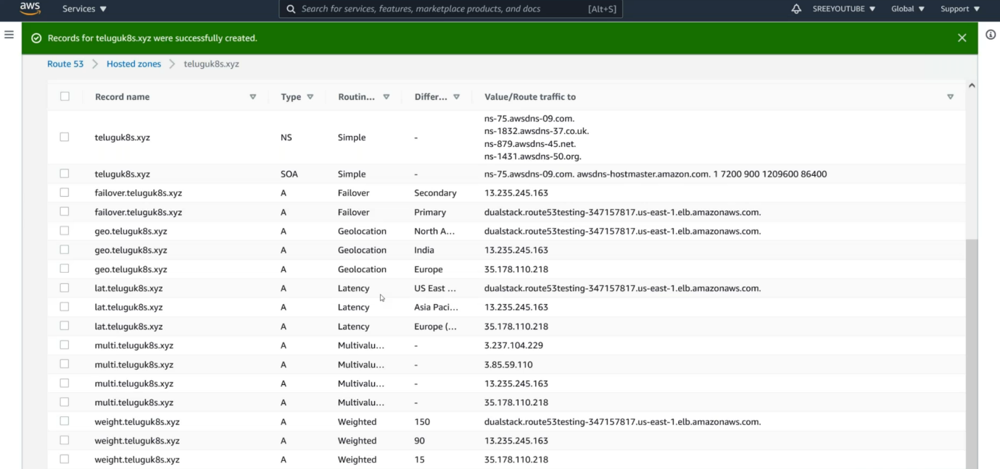 aws Services ▼ Search for services, features, marketplace products, and docs [Alt+S] SREEYOUTUBE ▼ Global ▼ Support ▼
Records for teluguk8s.xyz were successfully created.
Route 53 > Hosted zones > teluguk8s.xyz
Record name Type Routin... Differ... Value/Route traffic to
teluguk8s.xyz NS Simple - ns-75.awsdns-09.com.
ns-1832.awsdns-37.co.uk.
ns-879.awsdns-45.net.
ns-1431.awsdns-50.org.
teluguk8s.xyz SOA Simple - ns-75.awsdns-09.com. awsdns-hostmaster.amazon.com. 1 7200 900 1209600 86400
failover.teluguk8s.xyz A Failover Secondary 13.235.245.163
failover.teluguk8s.xyz A Failover Primary dualstack.route53testing-347157817.us-east-1.elb.amazonaws.com.
geo.teluguk8s.xyz A Geolocation North A... dualstack.route53testing-347157817.us-east-1.elb.amazonaws.com.
geo.teluguk8s.xyz A Geolocation India 13.235.245.163
geo.teluguk8s.xyz A Geolocation Europe 35.178.110.218
lat.teluguk8s.xyz A Latency US East ... dualstack.route53testing-347157817.us-east-1.elb.amazonaws.com.
lat.teluguk8s.xyz A Latency Asia Paci... 13.235.245.163
lat.teluguk8s.xyz A Latency Europe (... 35.178.110.218
multi.teluguk8s.xyz A Multivalu... - 3.237.104.229
multi.teluguk8s.xyz A Multivalu... - 3.85.59.110
multi.teluguk8s.xyz A Multivalu... - 13.235.245.163
multi.teluguk8s.xyz A Multivalu... - 35.178.110.218
weight.teluguk8s.xyz A Weighted 150 dualstack.route53testing-347157817.us-east-1.elb.amazonaws.com.
weight.teluguk8s.xyz A Weighted 90 13.235.245.163
weight.teluguk8s.xyz A Weighted 15 35.178.110.218